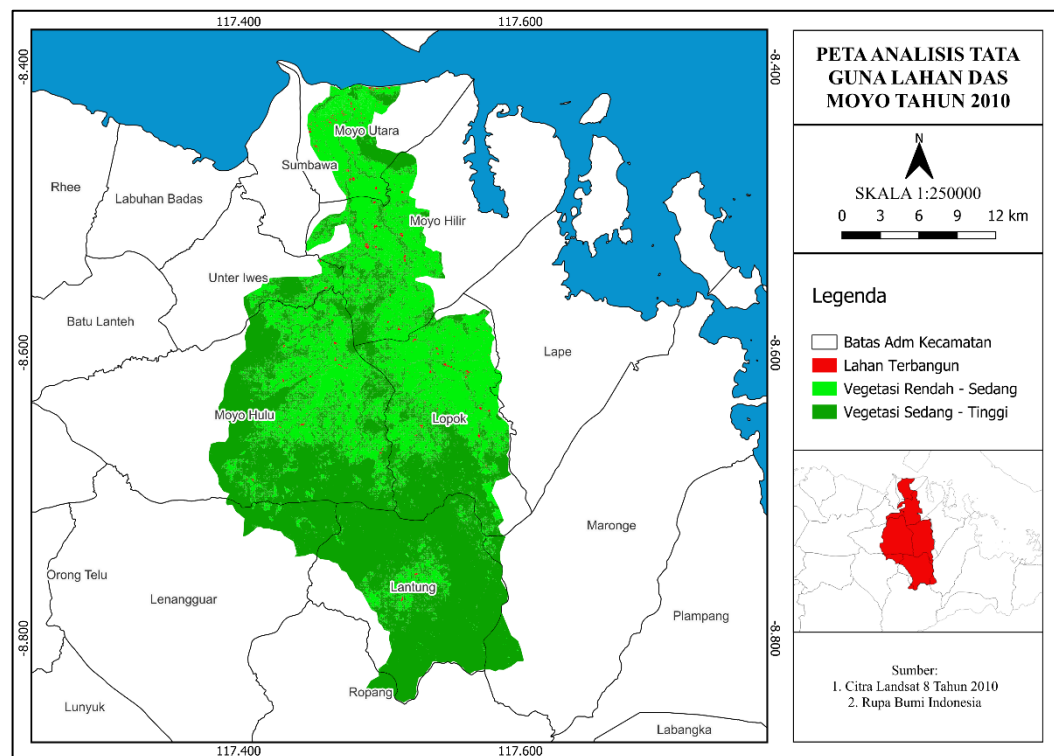 117.400
117.600
-8.400
-8.400
Moyo Utara
Sumbawa
Rhee
Labuhan Badas
Moyo Hilir
Unter Iwes
Batu Lanteh
Lape
-8.600
-8.600
Moyo Hulu
Lopok
Maronge
Orong Telu
Lenangguar
Lantung
Plampang
-8.800
-8.800
Ropang
Lunyuk
Labangka
117.400
117.600
PETA ANALISIS TATA
GUNA LAHAN DAS
MOYO TAHUN 2010
N
SKALA 1:250000
0 3 6 9 12 km
Legenda
Batas Adm Kecamatan
Lahan Terbangun
Vegetasi Rendah - Sedang
Vegetasi Sedang - Tinggi
Sumber:
1. Citra Landsat 8 Tahun 2010
2. Rupa Bumi Indonesia